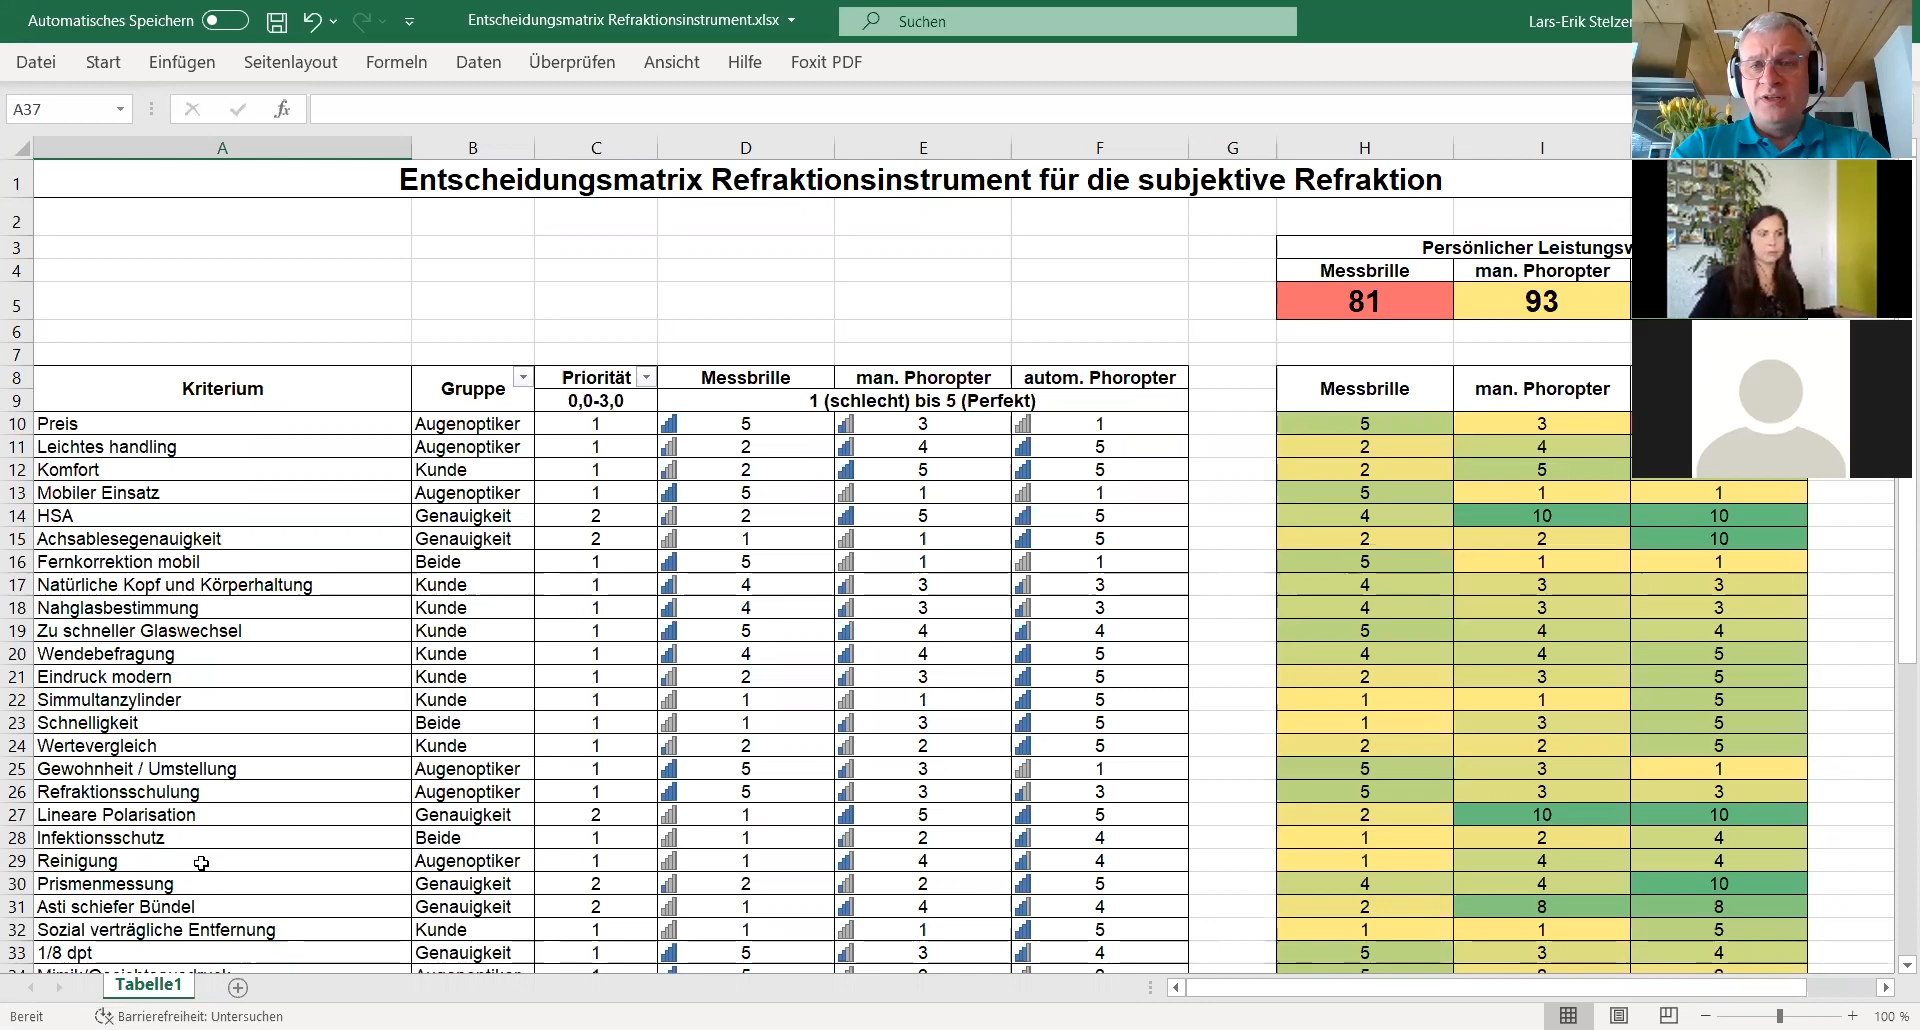 Automatisches Speichern
Entscheidungsmatrix Refraktionsinstrument.xlsx
Suchen
Lars-Erik Stelzer
Datei Start Einfügen Seitenlayout Formeln Daten Überprüfen Ansicht Hilfe Foxit PDF
A37 fx
A B C D E F G H I
1 Entscheidungsmatrix Refraktionsinstrument für die subjektive Refraktion
2
3 Persönlicher Leistungsw
4 Messbrille man. Phoropter
5 81 93
6
7
8 Kriterium Gruppe Priorität Messbrille man. Phoropter autom. Phoropter Messbrille man. Phoropter
9 0,0-3,0 1 (schlecht) bis 5 (Perfekt)
10 Preis Augenoptiker 1 5 3 1 5 3
11 Leichtes handling Augenoptiker 1 2 4 5 2 4
12 Komfort Kunde 1 2 5 5 2 5
13 Mobiler Einsatz Augenoptiker 1 5 1 1 5 1 1
14 HSA Genauigkeit 2 2 5 5 4 10 10
15 Achsablesegenauigkeit Genauigkeit 2 1 1 5 2 2 10
16 Fernkorrektion mobil Beide 1 5 1 1 5 1 1
17 Natürliche Kopf und Körperhaltung Kunde 1 4 3 3 4 3 3
18 Nahglasbestimmung Kunde 1 4 3 3 4 3 3
19 Zu schneller Glaswechsel Kunde 1 5 4 4 5 4 4
20 Wendebefragung Kunde 1 4 4 5 4 4 5
21 Eindruck modern Kunde 1 2 3 5 2 3 5
22 Simmultanzylinder Kunde 1 1 1 5 1 1 5
23 Schnelligkeit Beide 1 1 3 5 1 3 5
24 Wertevergleich Kunde 1 2 2 5 2 2 5
25 Gewohnheit / Umstellung Augenoptiker 1 5 3 1 5 3 1
26 Refraktionsschulung Augenoptiker 1 5 3 3 5 3 3
27 Lineare Polarisation Genauigkeit 2 1 5 5 2 10 10
28 Infektionsschutz Beide 1 1 2 4 1 2 4
29 Reinigung Augenoptiker 1 1 4 4 1 4 4
30 Prismenmessung Genauigkeit 2 2 2 5 4 4 10
31 Asti schiefer Bündel Genauigkeit 2 1 4 4 2 8 8
32 Sozial verträgliche Entfernung Kunde 1 1 1 5 1 1 5
33 1/8 dpt Genauigkeit 1 5 3 4 5 3 4
Tabelle1
Bereit Barrierefreiheit: Untersuchen 100 %